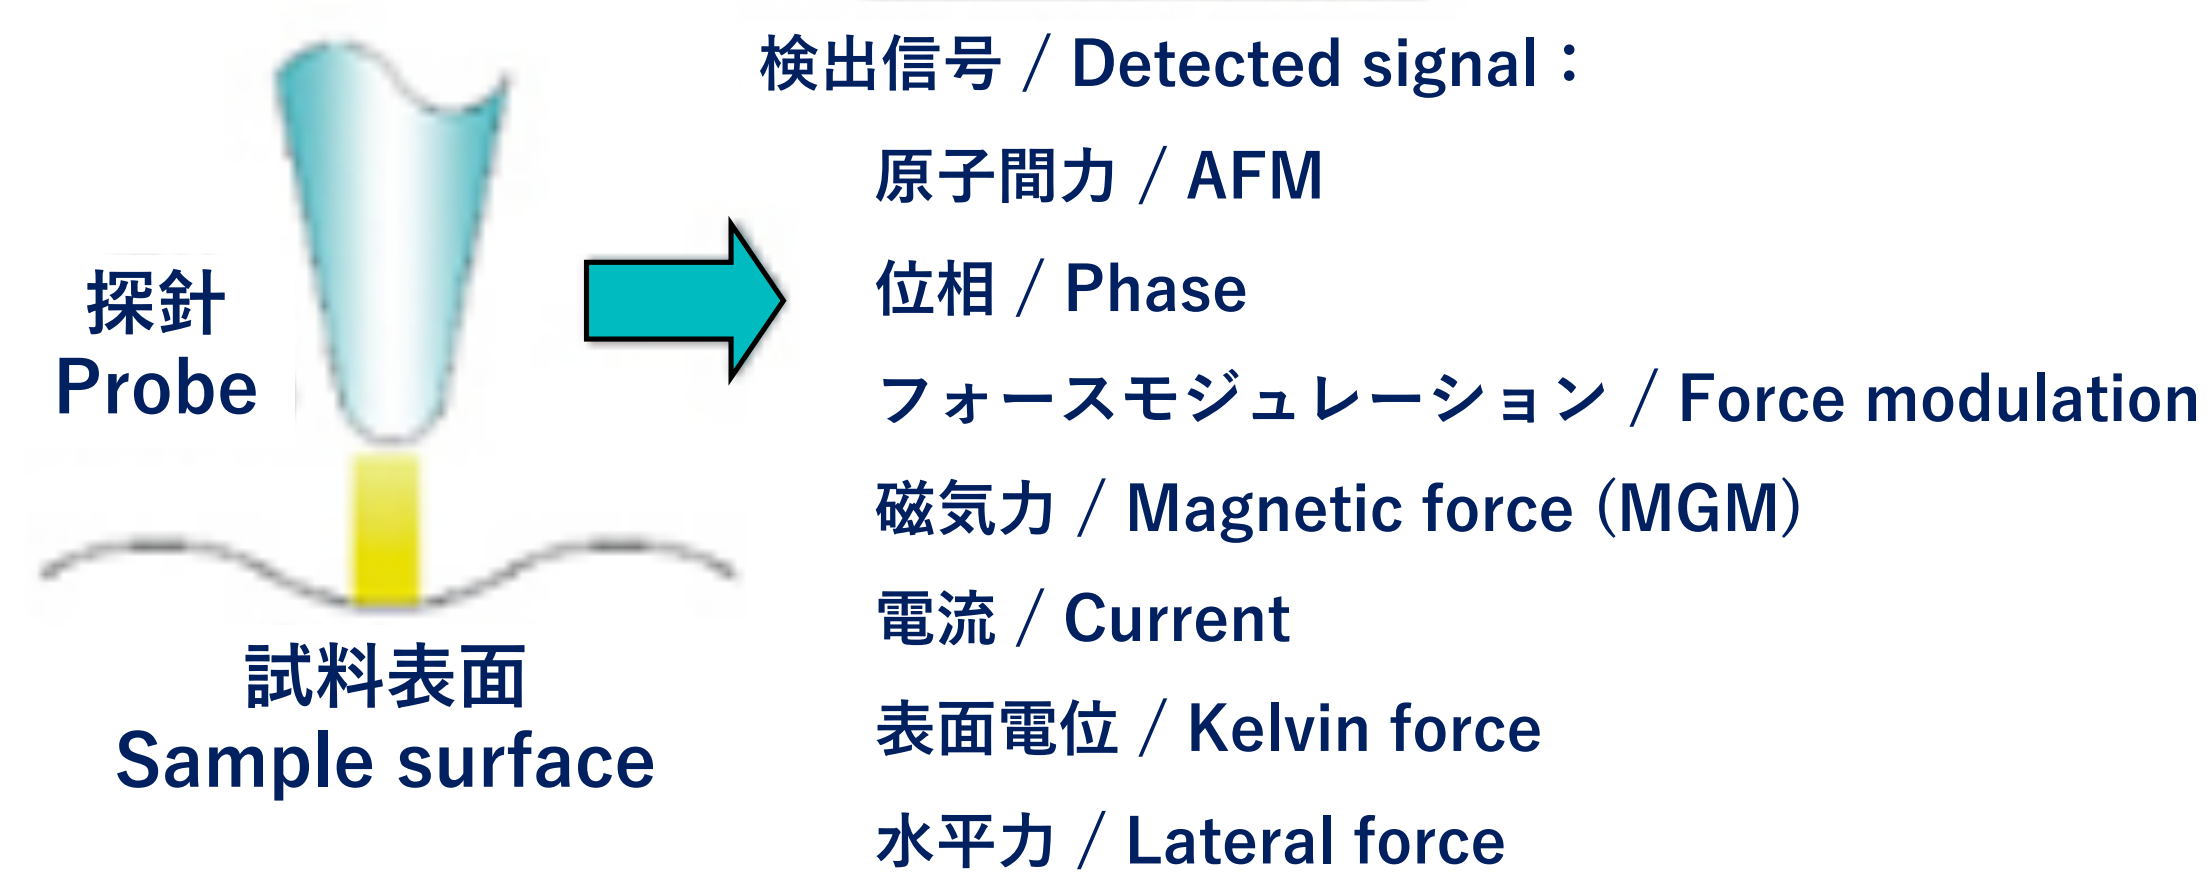 検出信号 / Detected signal：
原子間力 / AFM
位相 / Phase
フォースモジュレーション / Force modulation
磁気力 / Magnetic force (MGM)
電流 / Current
表面電位 / Kelvin force
水平力 / Lateral force
探針
Probe
試料表面
Sample surface